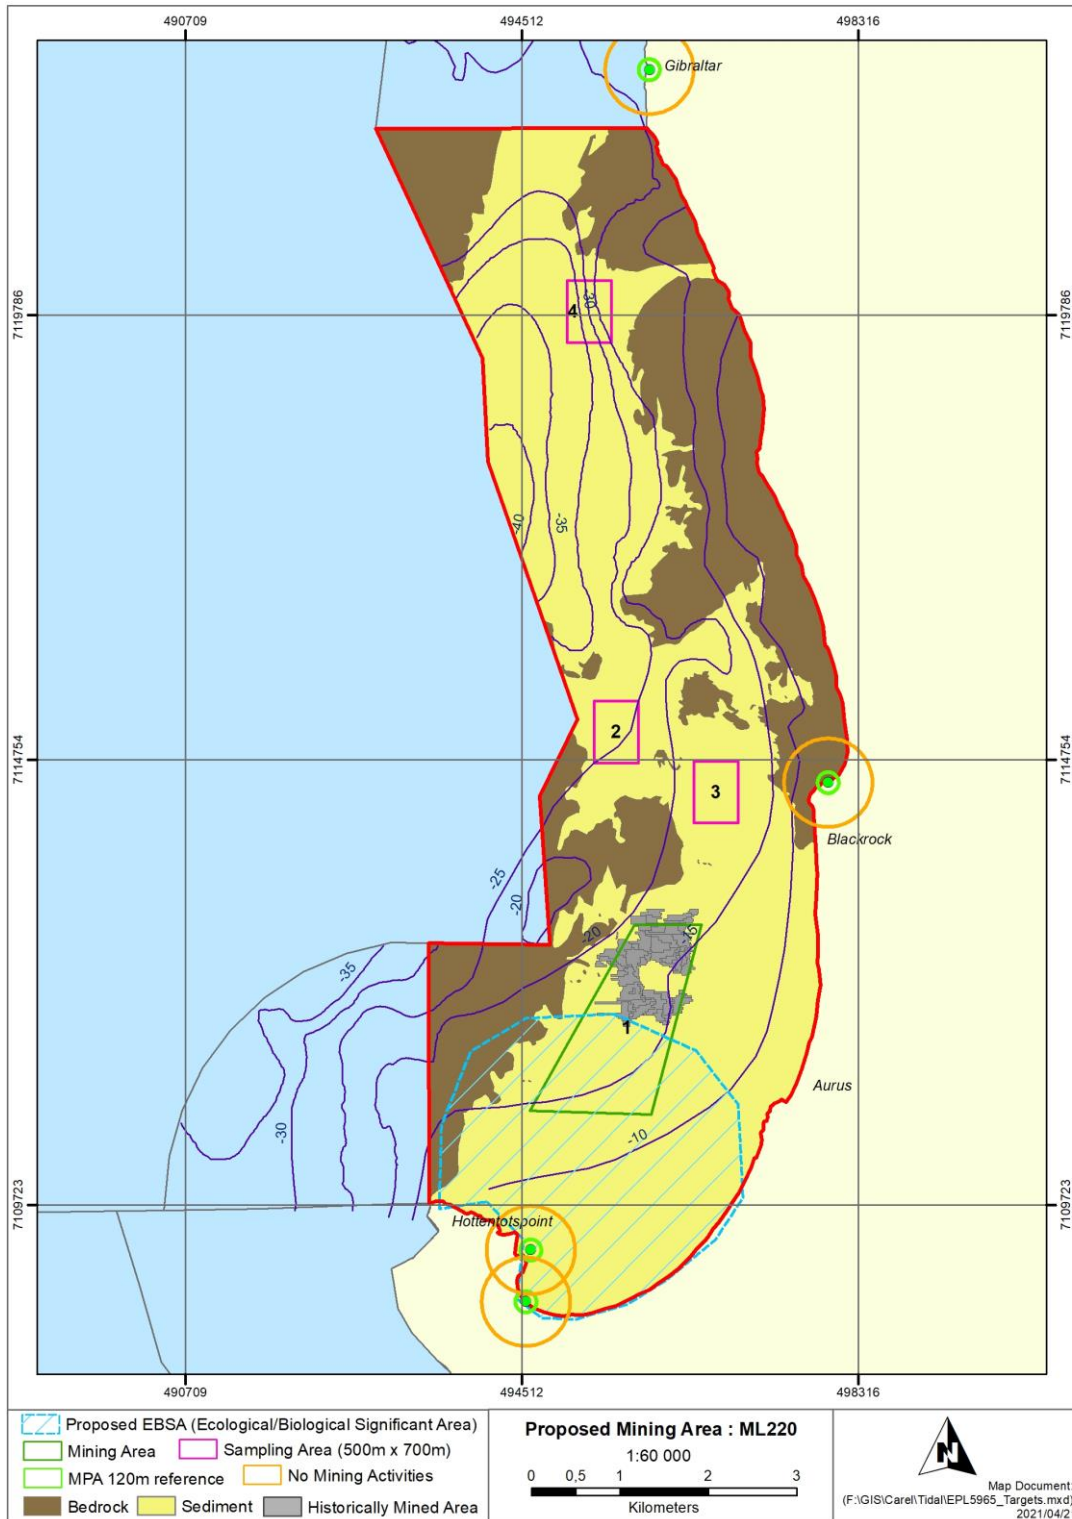 490709 494512 498316
Gibraltar
7119786 7119786
-30
4
-40
-35
2
7114754 7114754
3
Blackrock
-25
-20
-20
-15
-35
1
Aurus
-30
-10
7109723 7109723
Hottentotspoint
490709 494512 498316
Proposed EBSA (Ecological/Biological Significant Area)
Mining Area Sampling Area (500m x 700m)
MPA 120m reference No Mining Activities
Bedrock Sediment Historically Mined Area
Proposed Mining Area : ML220
1:60 000
0 0,5 1 2 3
Kilometers
N
Map Document:
(F:\GIS\Carel\Tidal\EPL5965_Targets.mxd)
2021/04/2